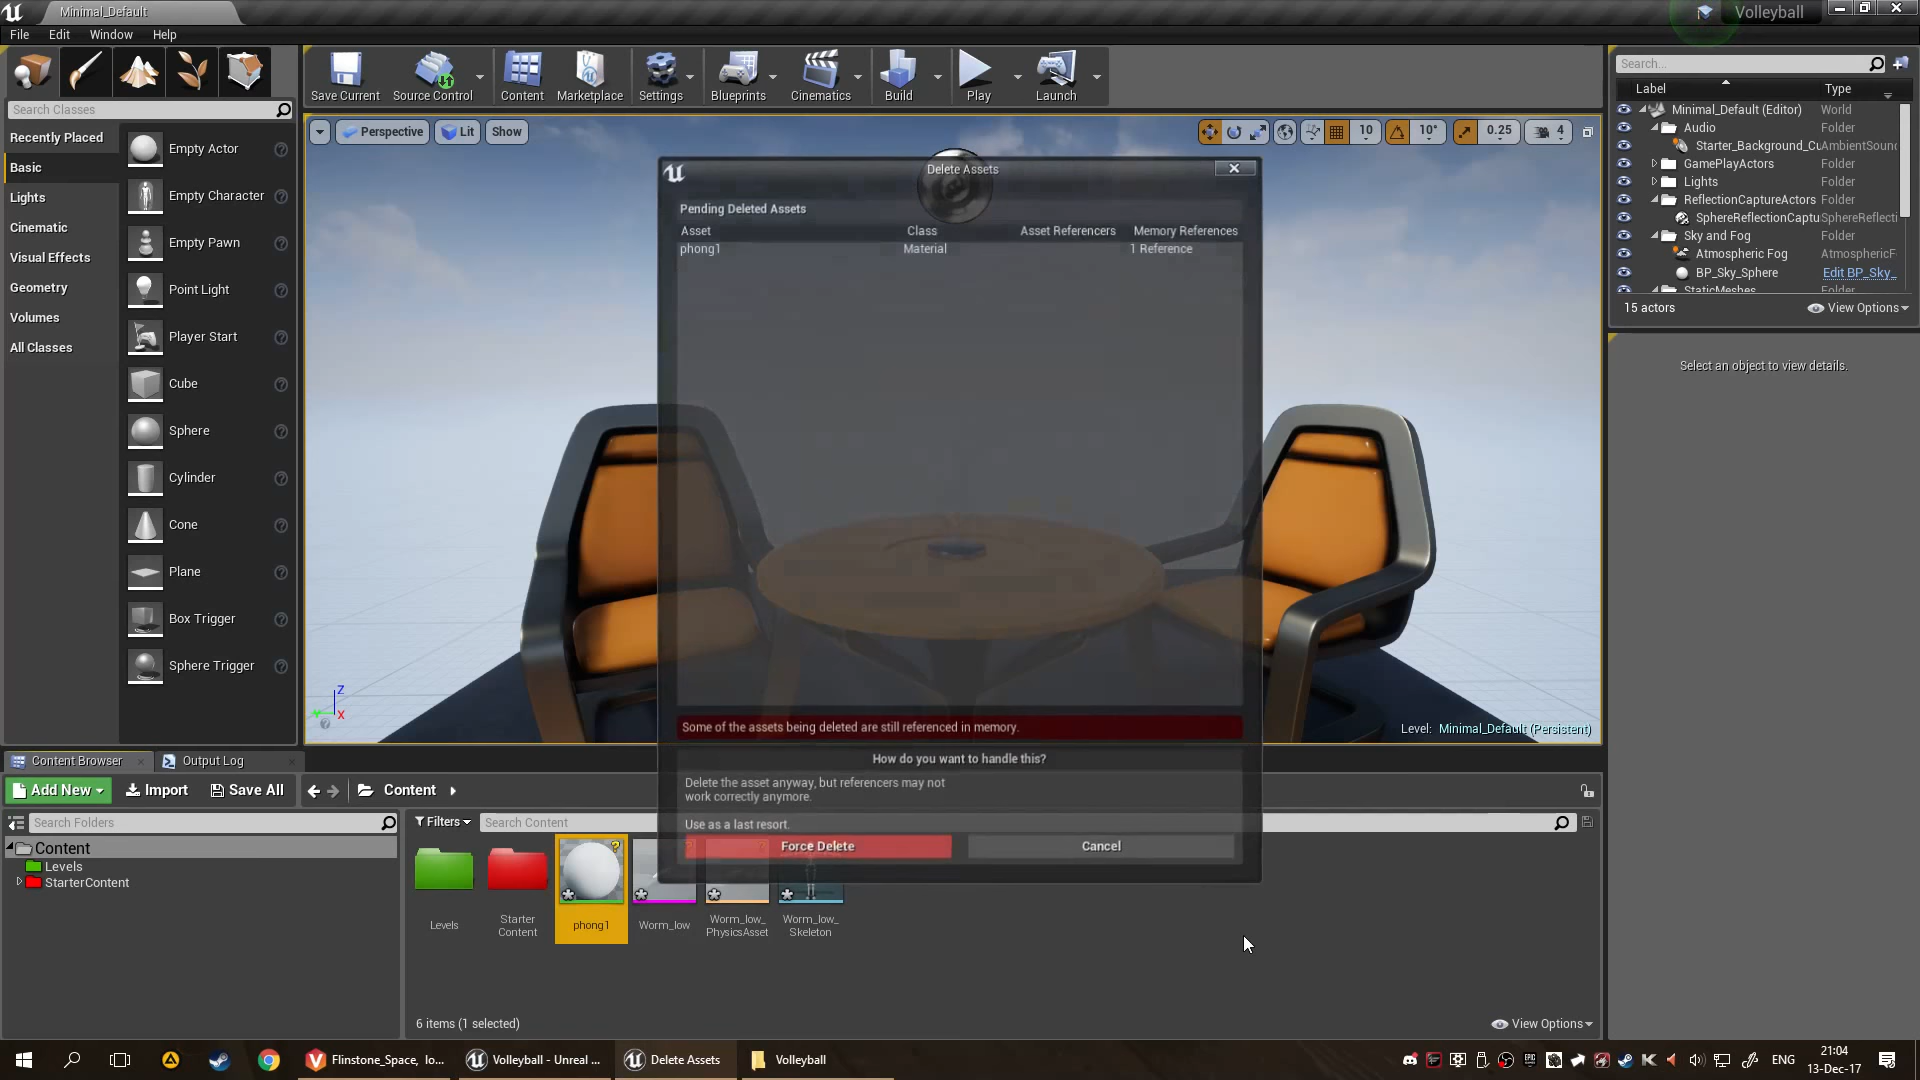 Minimal_Default
Volleyball
File Edit Window Help
Save Current
Source Control
Content
Marketplace
Settings
Blueprints
Cinematics
Build
Play
Launch
Search Classes
Recently Placed
Basic
Lights
Cinematic
Visual Effects
Geometry
Volumes
All Classes
Empty Actor
Empty Character
Empty Pawn
Point Light
Player Start
Cube
Sphere
Cylinder
Cone
Plane
Box Trigger
Sphere Trigger
Perspective
Lit
Show
10
10°
0.25
4
Delete Assets
Pending Deleted Assets
Asset Class Asset Referencers Memory References
phong1 Material 1 Reference
Some of the assets being deleted are still referenced in memory.
How do you want to handle this?
Delete the asset anyway, but referencers may not
work correctly anymore.
Use as a last resort.
Force Delete
Cancel
Z
Y
X
Level: Minimal_Default (Persistent)
Search...
Label Type
Minimal_Default (Editor) World
Audio Folder
Starter_Background_Cu AmbientSoun
GamePlayActors Folder
Lights Folder
ReflectionCaptureActors Folder
SphereReflectionCaptu SphereReflecti
Sky and Fog Folder
Atmospheric Fog AtmosphericF
BP_Sky_Sphere Edit BP_Sky_
StaticMeshes Folder
15 actors
View Options
Select an object to view details.
Content Browser
Output Log
Add New
Import
Save All
Content
Search Folders
Content
Levels
StarterContent
Filters
Search Content
Levels
Starter
Content
phong1
Worm_low
Worm_low_
PhysicsAsset
Worm_low_
Skeleton
6 items (1 selected)
View Options
Flinstone_Space, lo...
Volleyball - Unreal ...
Delete Assets
Volleyball
ENG
21:04
13-Dec-17